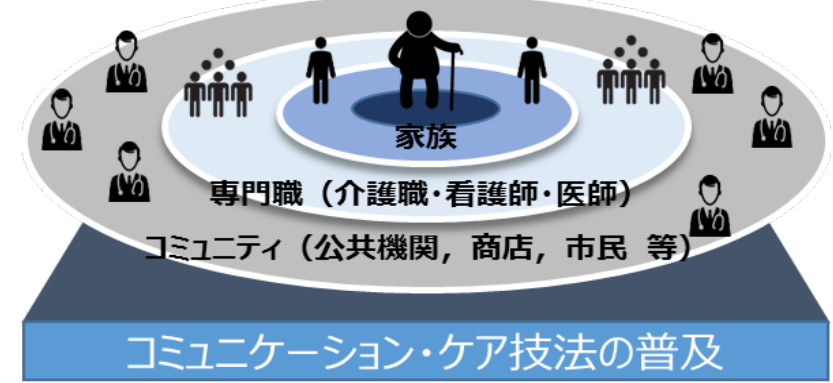 家族
専門職（介護職・看護師・医師）
コミュニティ（公共機関，商店，市民 等）
コミュニケーション・ケア技法の普及